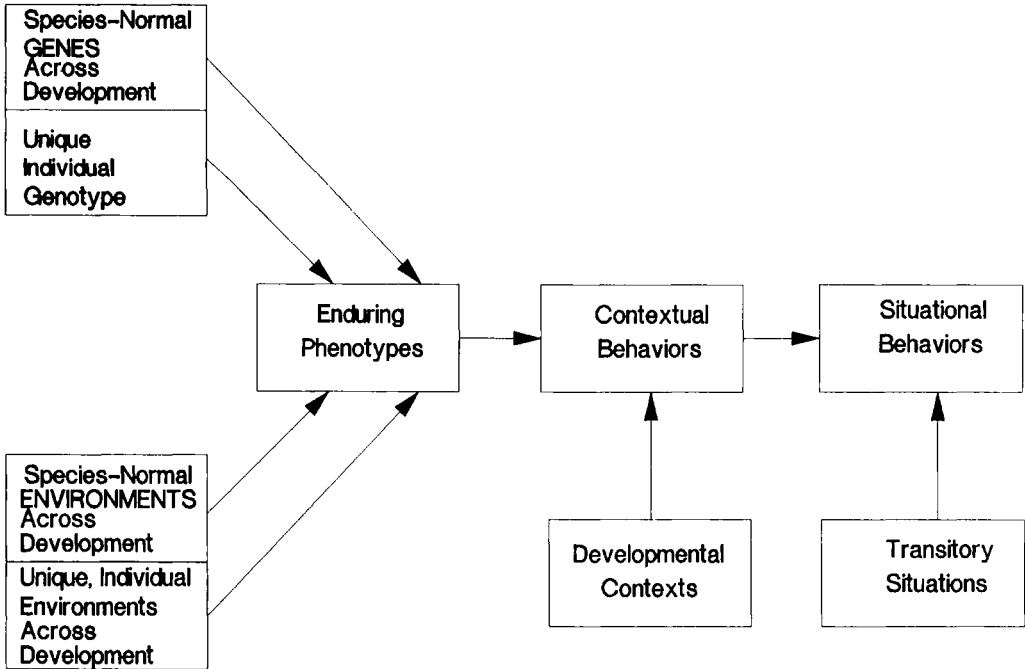 Species-Normal
GENES
Across
Development
Unique
Individual
Genotype
Enduring
Phenotypes
Contextual
Behaviors
Situational
Behaviors
Species-Normal
ENVIRONMENTS
Across
Development
Unique, Individual
Environments
Across
Development
Developmental
Contexts
Transitory
Situations